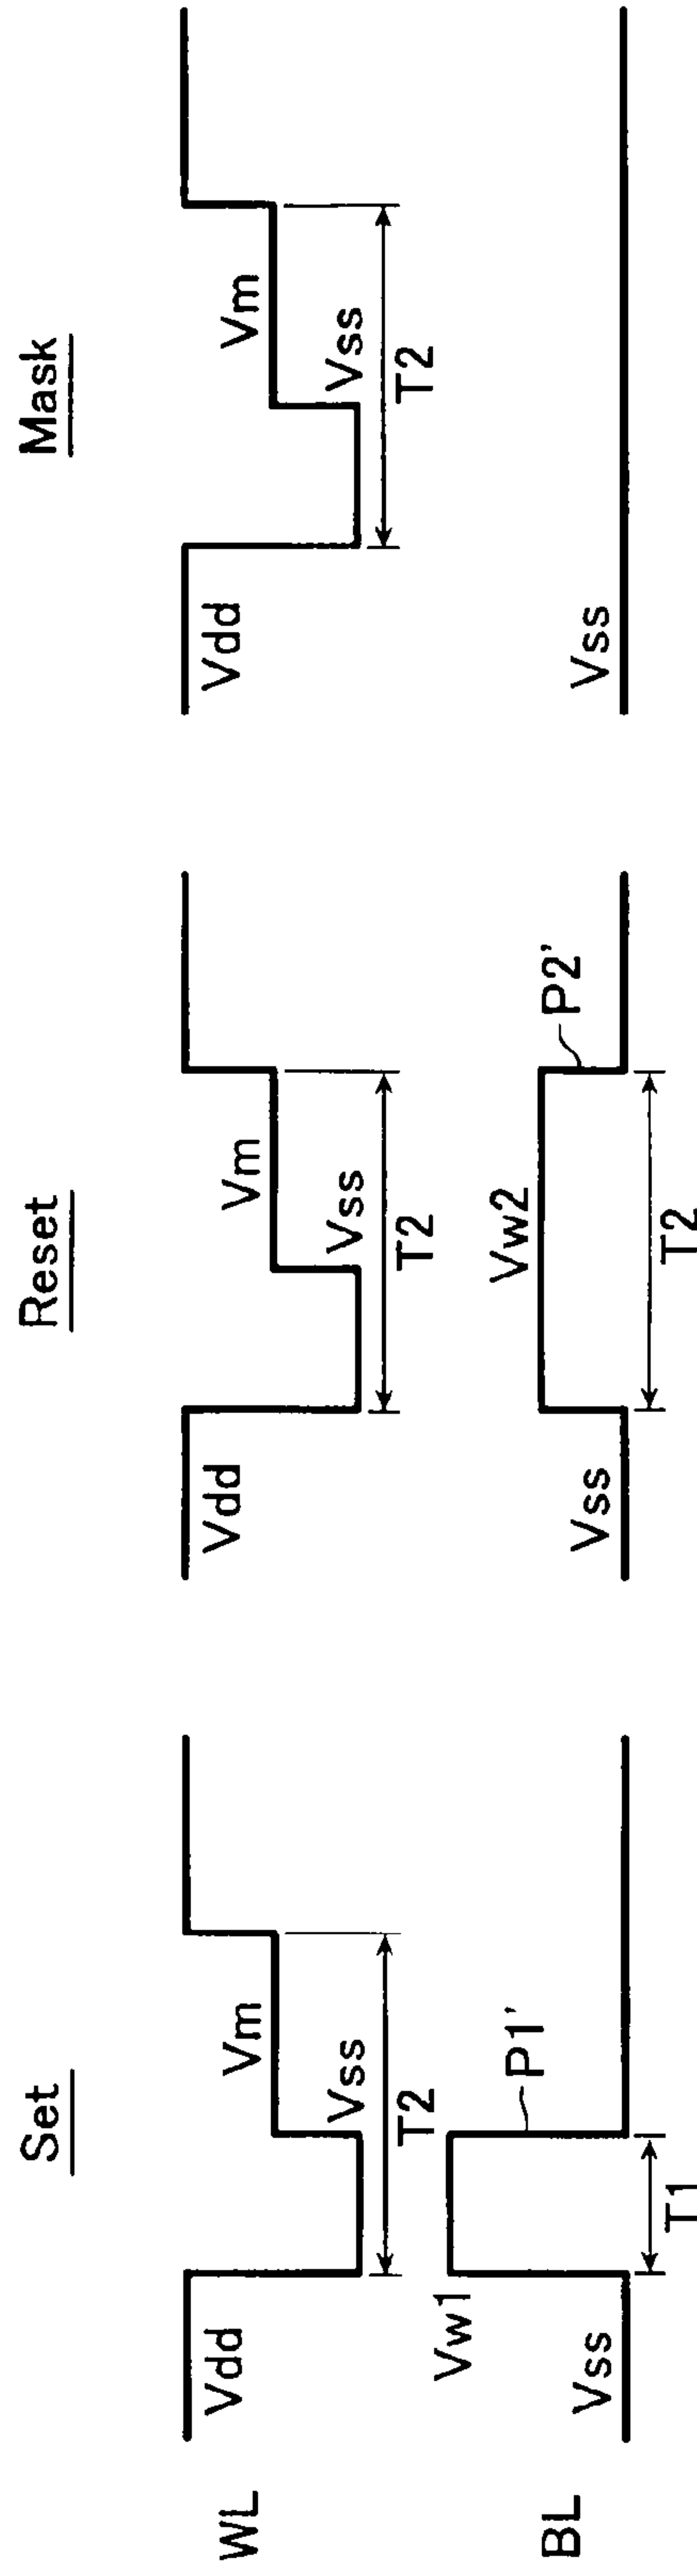 Set
Reset
Mask
WL
Vdd
Vm
Vss
T2
Vdd
Vm
Vss
T2
Vdd
Vm
Vss
T2
BL
Vw1
P1'
Vss
T1
Vw2
P2'
Vss
T2
Vss